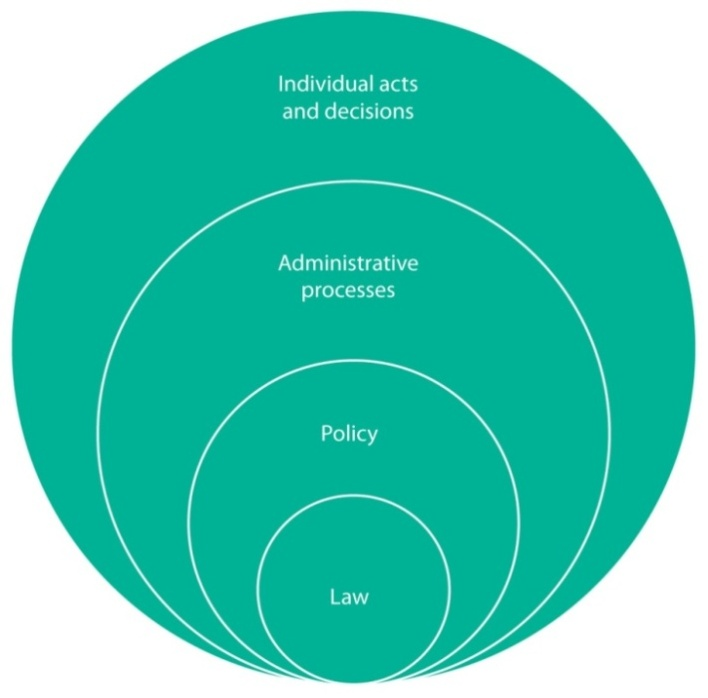 Individual acts
and decisions
Administrative
processes
Policy
Law